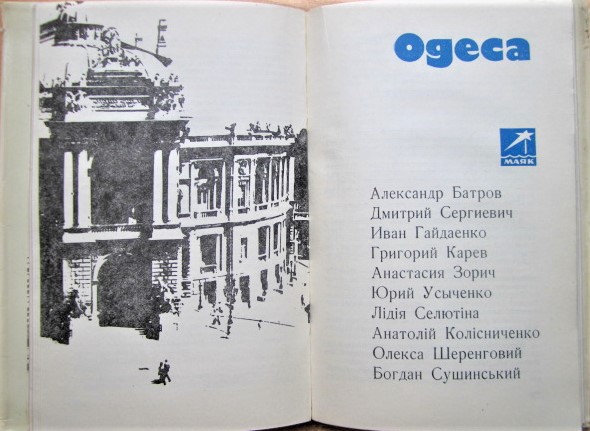 Одеса
МАЯК
Александр Батров
Дмитрий Сергиевич
Иван Гайдаенко
Григорий Карев
Анастасия Зорич
Юрий Усыченко
Лідія Селютіна
Анатолій Колісниченко
Олекса Шеренговий
Богдан Сушинський